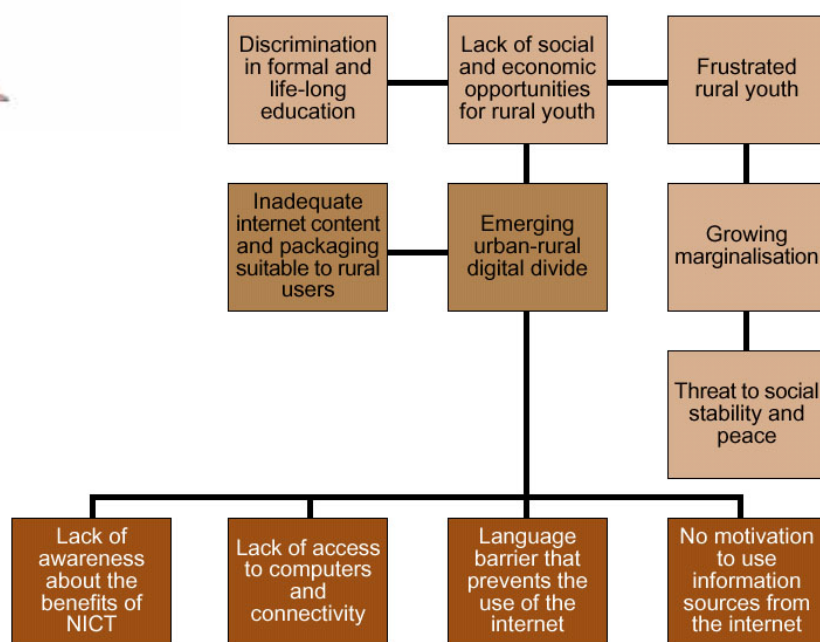 Discrimination
in formal and
life-long
education
Lack of social
and economic
opportunities
for rural youth
Frustrated
rural youth
Inadequate
internet content
and packaging
suitable to rural
users
Emerging
urban-rural
digital divide
Growing
marginalisation
Threat to social
stability and
peace
Lack of
awareness
about the
benefits of
NICT
Lack of access
to computers
and
connectivity
Language
barrier that
prevents the
use of the
internet
No motivation
to use
information
sources from
the internet